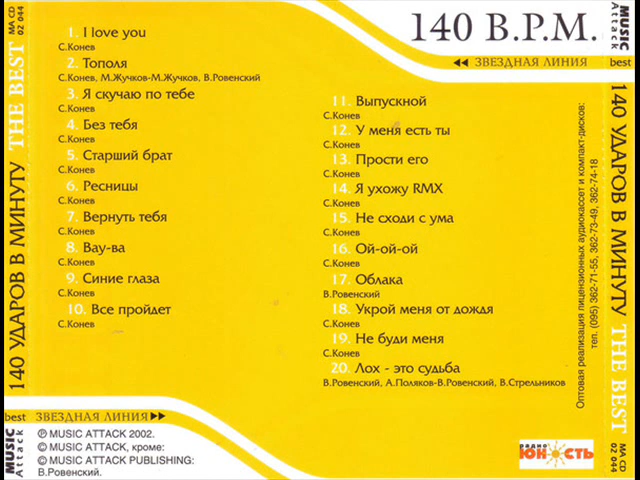 MUSIC Attack MA CD 02 044
140 УДАРОВ В МИНУТУ THE BEST
1. I love you
С.Конев
2. Тополя
С.Конев, М.Жучков-М.Жучков, В.Ровенский
3. Я скучаю по тебе
С.Конев
4. Без тебя
С.Конев
5. Старший брат
С.Конев
6. Ресницы
С.Конев
7. Вернуть тебя
С.Конев
8. Вау-ва
С.Конев
9. Синие глаза
С.Конев
10. Все пройдет
С.Конев
best ЗВЕЗДНАЯ ЛИНИЯ
℗ MUSIC ATTACK 2002.
© MUSIC ATTACK, кроме:
© MUSIC ATTACK PUBLISHING:
В.Ровенский.
MUSIC Attack
MA CD 02 044
140 B.P.M.
ЗВЕЗДНАЯ ЛИНИЯ best
11. Выпускной
С.Конев
12. У меня есть ты
С.Конев
13. Прости его
С.Конев
14. Я ухожу RMX
С.Конев
15. Не сходи с ума
С.Конев
16. Ой-ой-ой
С.Конев
17. Облака
В.Ровенский
18. Укрой меня от дождя
С.Конев
19. Не буди меня
С.Конев
20. Лох - это судьба
В.Ровенский, А.Поляков-В.Ровенский, В.Стрельников
Оптовая реализация лицензионных аудиокассет и компакт-дисков:
тел. (095) 362-71-55, 362-73-49, 362-74-18
радио
ЮНОСТЬ
MUSIC Attack
140 УДАРОВ В МИНУТУ THE BEST